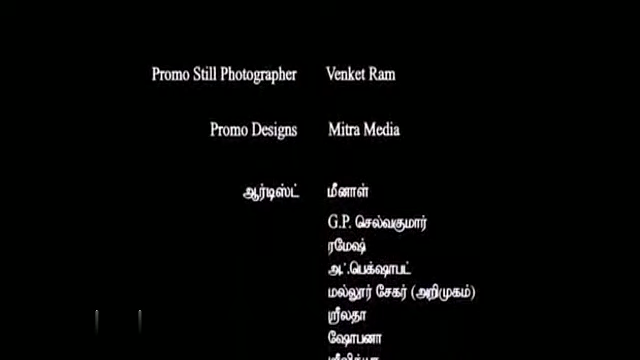 Promo Still Photographer Venket Ram
Promo Designs Mitra Media
ஆர்டிஸ்ட் மீனாள்
G.P. செல்வகுமார்
ரமேஷ்
அ.பெக்ஷாபட்
மல்லூர் சேகர் (அறிமுகம்)
ஸ்ரீலதா
ஷோபனா